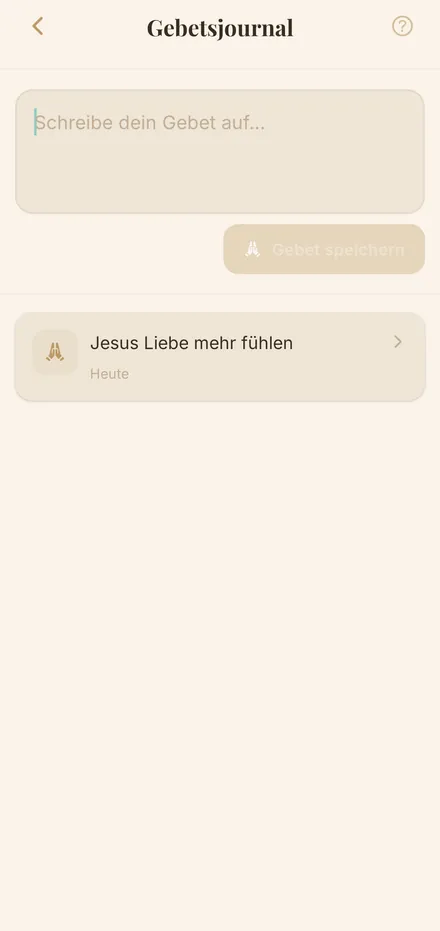 Gebetsjournal
Schreibe dein Gebet auf...
Gebet speichern
Jesus Liebe mehr fühlen
Heute